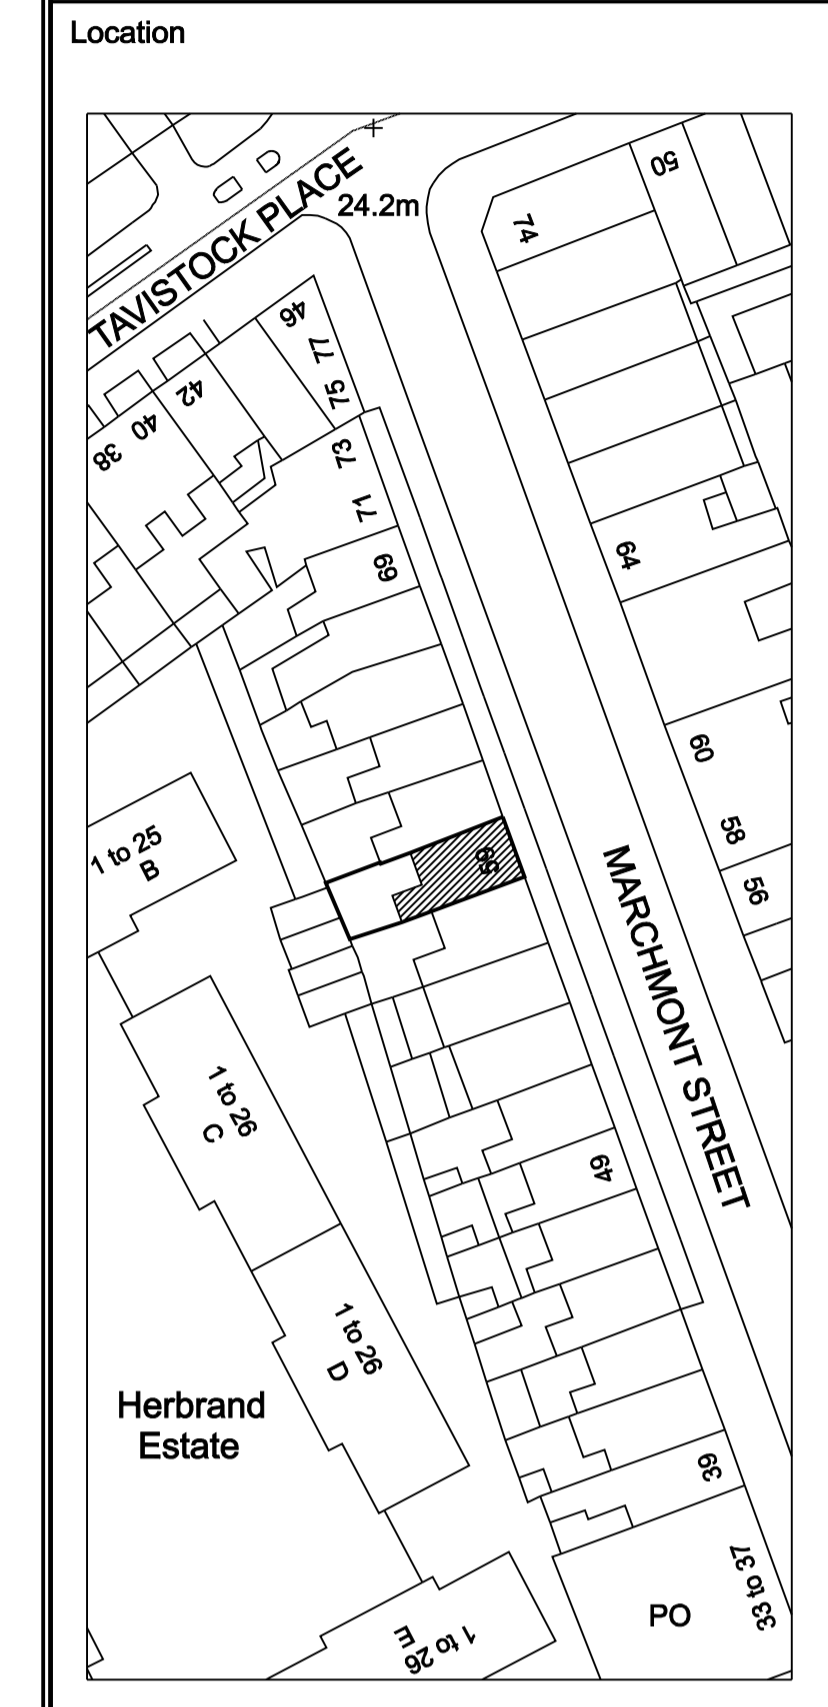 Location
TAVISTOCK PLACE
24.2m
50
74
46
77
75
42
40
38
73
71
69
64
60
58
56
59
MARCHMONT STREET
1 to 25
B
1 to 26
C
49
1 to 26
D
Herbrand
Estate
39
33 to 37
PO
1 to 26
E